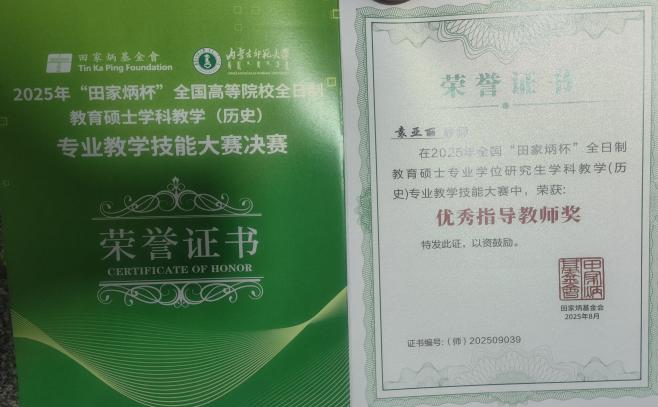 田家炳基金會
Tin Ka Ping Foundation
内蒙古师范大学
2025年“田家炳杯”全国高等院校全日制
教育硕士学科教学（历史）
专业教学技能大赛决赛
荣誉证书
CERTIFICATE OF HONOR
荣誉证书
袁亚丽 老师
在2025年全国“田家炳杯”全日制
教育硕士专业学位研究生学科教学(历
史)专业教学技能大赛中，荣获:
优秀指导教师奖
特发此证，以资鼓励。
田家炳
基金會
田家炳基金会
2025年8月
证书编号:（师）202509039